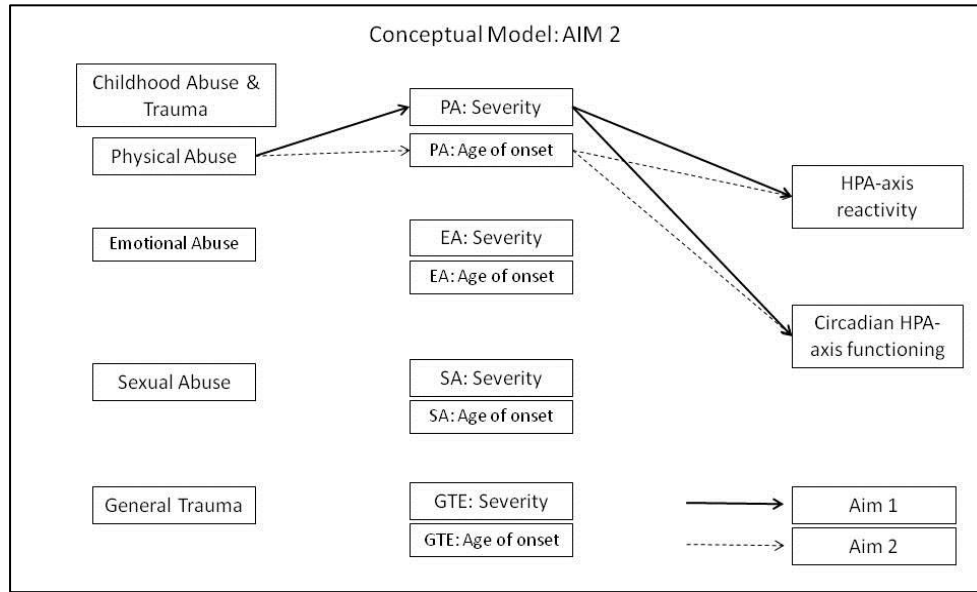 Conceptual Model: AIM 2
Childhood Abuse &
Trauma
Physical Abuse
Emotional Abuse
Sexual Abuse
General Trauma
PA: Severity
PA: Age of onset
EA: Severity
EA: Age of onset
SA: Severity
SA: Age of onset
GTE: Severity
GTE: Age of onset
HPA-axis
reactivity
Circadian HPA-
axis functioning
Aim 1
Aim 2